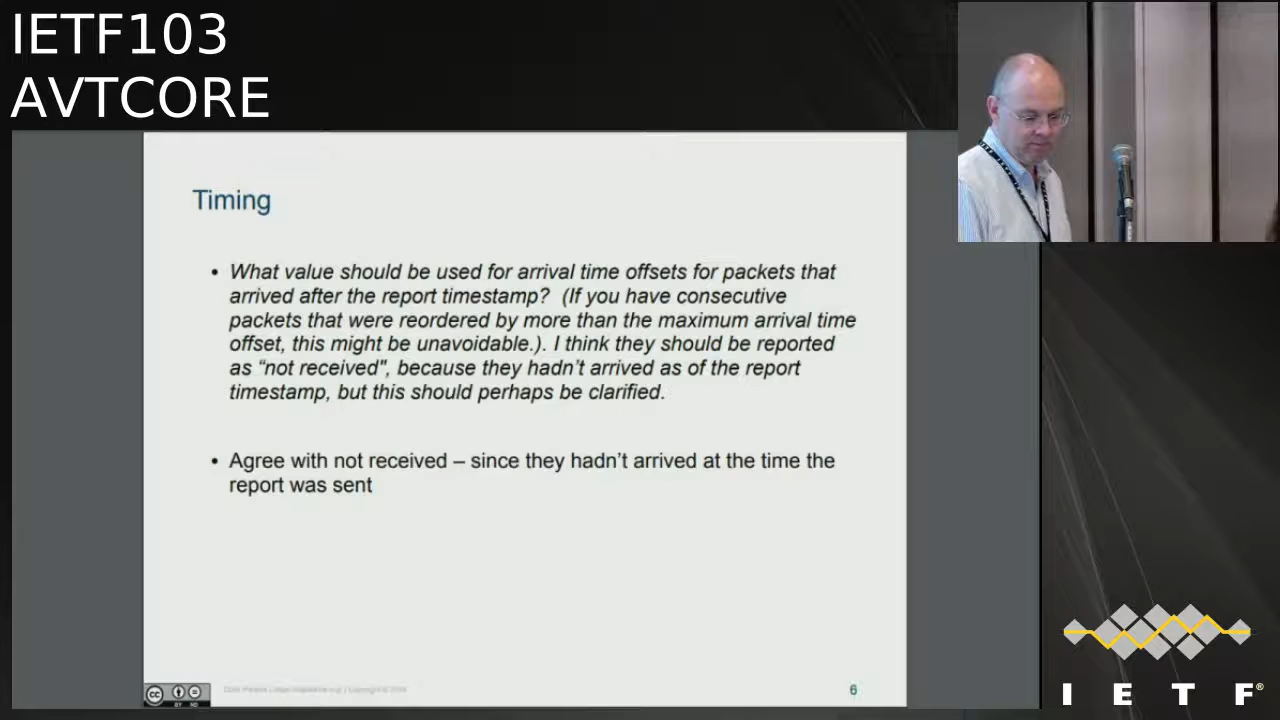 IETF103
AVTCORE
Timing
• What value should be used for arrival time offsets for packets that
arrived after the report timestamp? (If you have consecutive
packets that were reordered by more than the maximum arrival time
offset, this might be unavoidable.). I think they should be reported
as “not received", because they hadn’t arrived as of the report
timestamp, but this should perhaps be clarified.
• Agree with not received – since they hadn’t arrived at the time the
report was sent
cc
BY ND
6
I E T F®